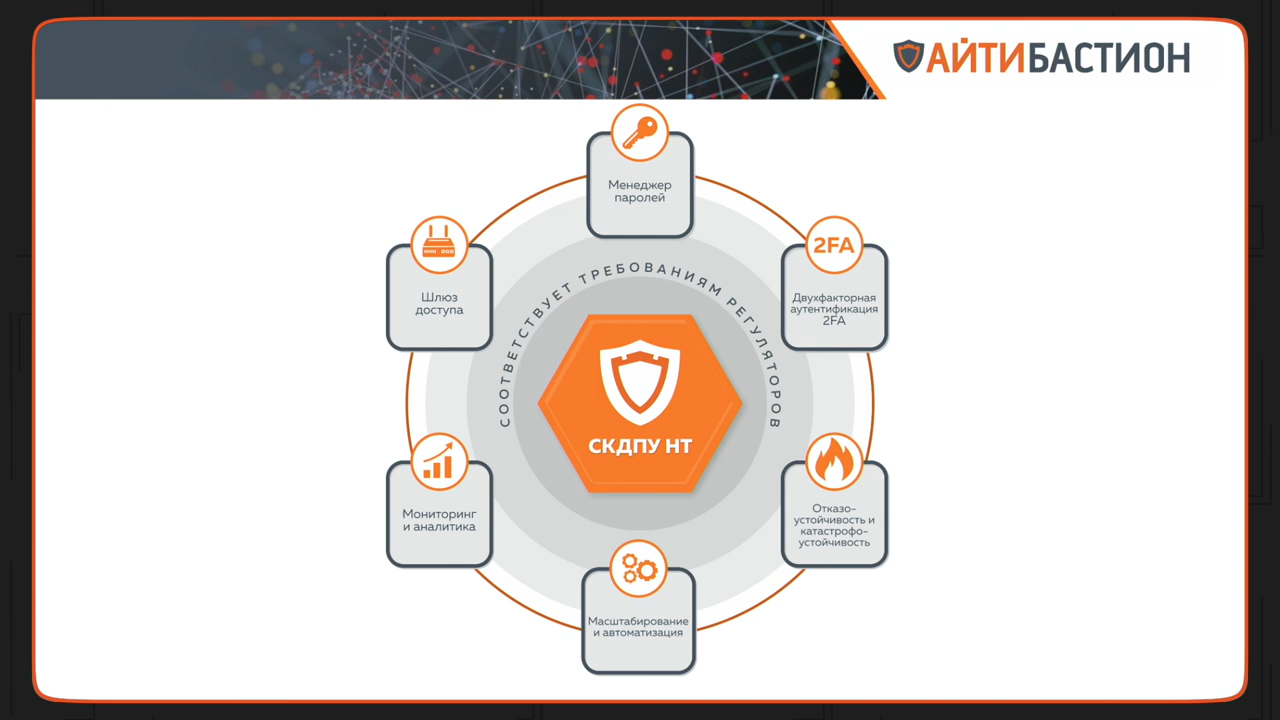 АЙТИБАСТИОН
Менеджер
паролей
2FA
Двухфакторная
аутентификация
2FA
Шлюз
доступа
СООТВЕТСТВУЕТ ТРЕБОВАНИЯМ РЕГУЛЯТОРОВ
СКДПУ НТ
Мониторинг
и аналитика
Отказо-
устойчивость и
катастрофо-
устойчивость
Масштабирование
и автоматизация